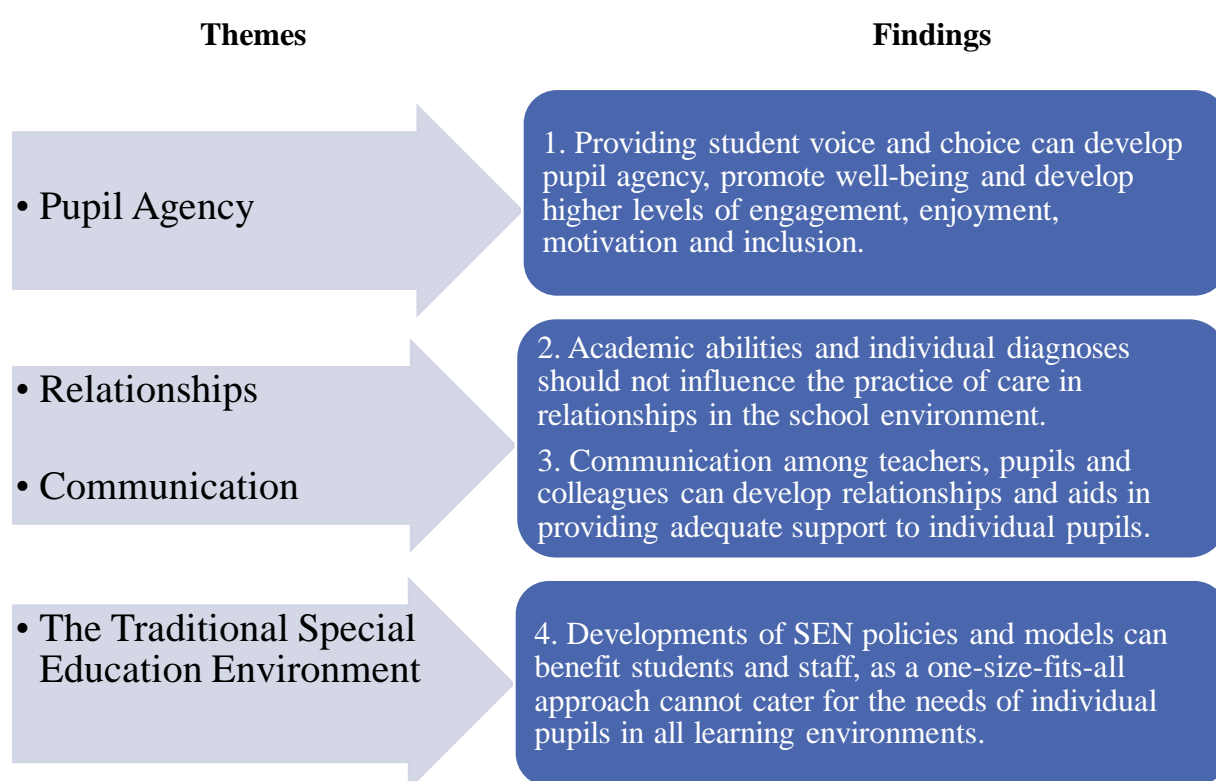 Themes
Findings
• Pupil Agency
1. Providing student voice and choice can develop
pupil agency, promote well-being and develop
higher levels of engagement, enjoyment,
motivation and inclusion.
• Relationships
• Communication
2. Academic abilities and individual diagnoses
should not influence the practice of care in
relationships in the school environment.
3. Communication among teachers, pupils and
colleagues can develop relationships and aids in
providing adequate support to individual pupils.
• The Traditional Special
Education Environment
4. Developments of SEN policies and models can
benefit students and staff, as a one-size-fits-all
approach cannot cater for the needs of individual
pupils in all learning environments.